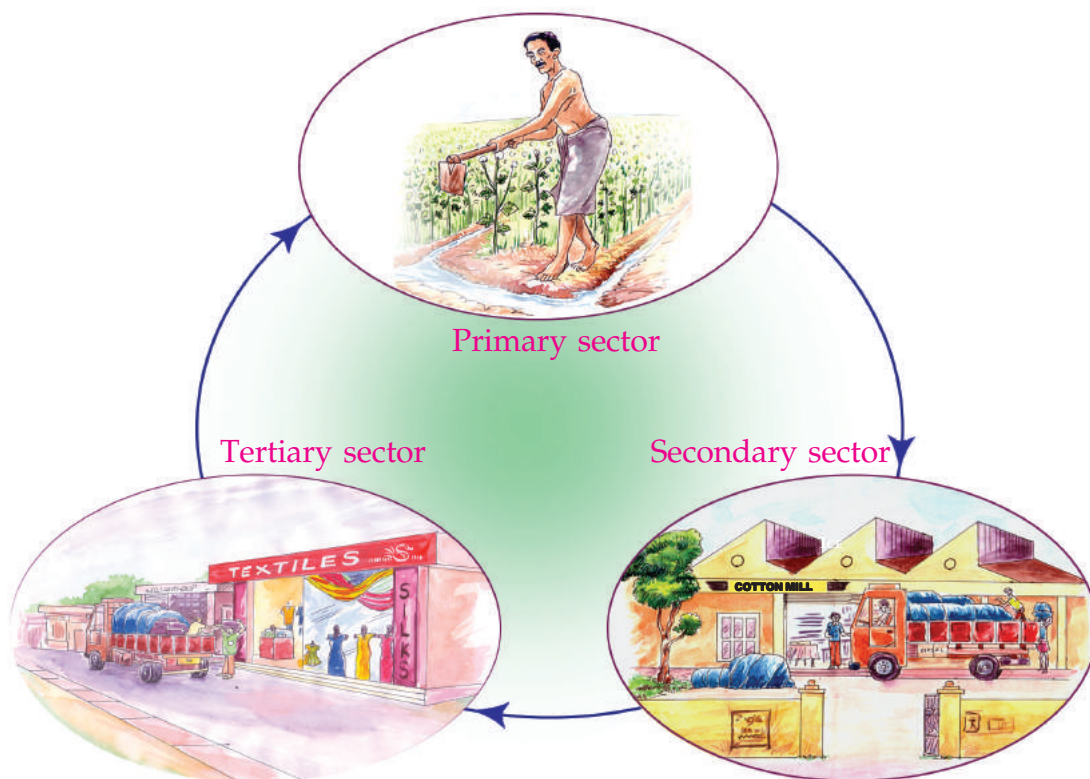 Primary sector
Tertiary sector
Secondary sector
TEXTILES
SILKS
COTTON MILL